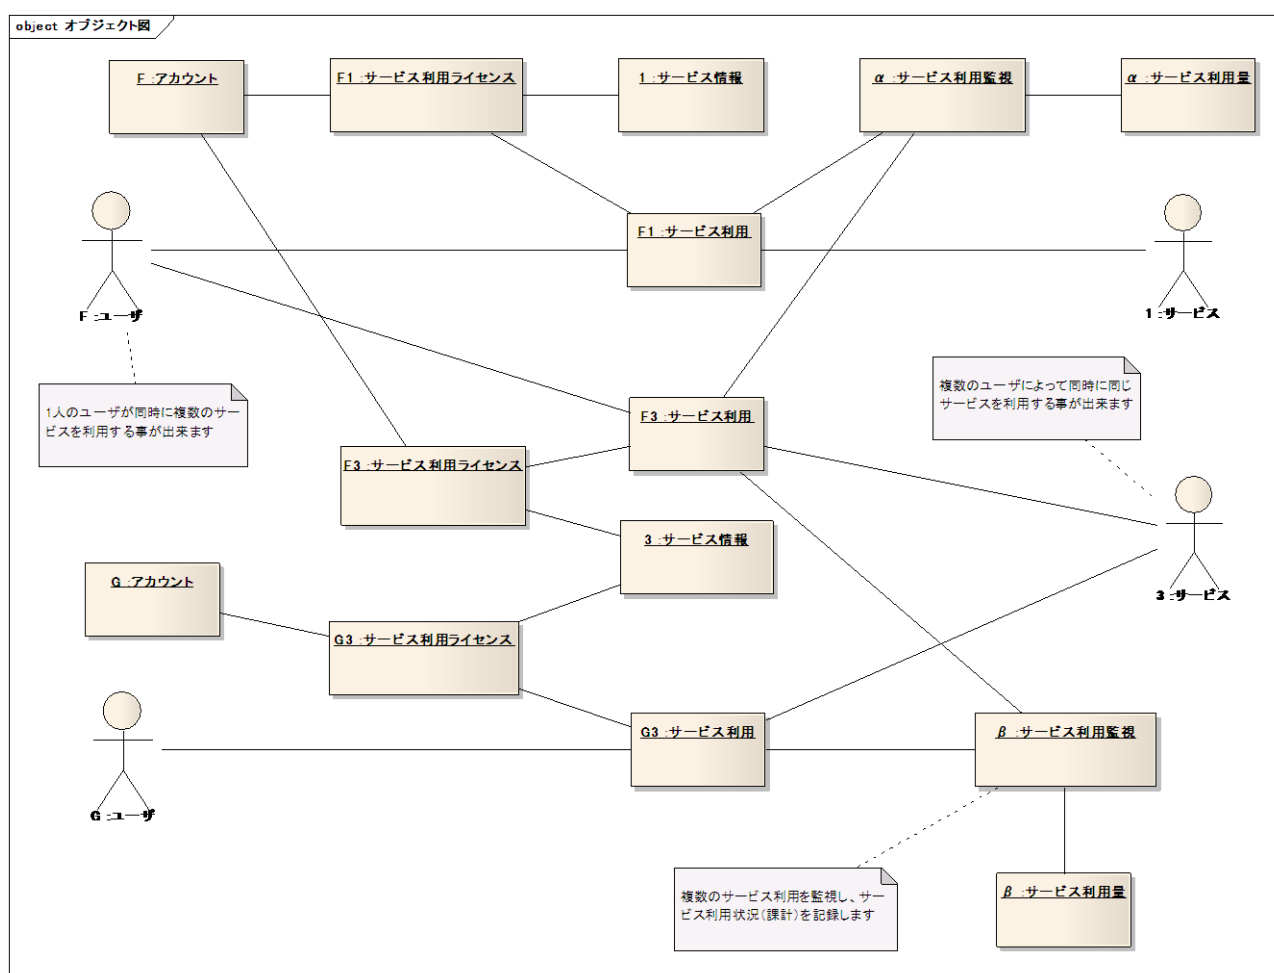 object オブジェクト図
F :アカウント
F1 :サービス利用ライセンス
1 :サービス情報
α :サービス利用監視
α :サービス利用量
F1 :サービス利用
F :ユーザ
1 :サービス
1人のユーザが同時に複数のサー
ビスを利用する事が出来ます
複数のユーザによって同時に同じ
サービスを利用する事が出来ます
F3 :サービス利用
F3 :サービス利用ライセンス
3 :サービス情報
3 :サービス
G :アカウント
G3 :サービス利用ライセンス
G3 :サービス利用
β :サービス利用監視
G :ユーザ
複数のサービス利用を監視し、サー
ビス利用状況(課計)を記録します
β :サービス利用量